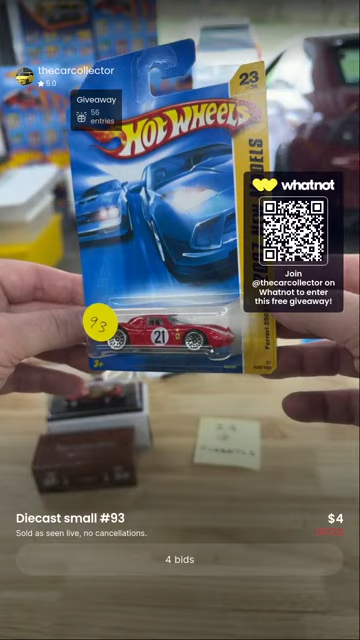 thecarcollector
★ 5.0
Giveaway
56
entries
23
HOT WHEELS
whatnot
Join
@thecarcollector on
Whatnot to enter
this free giveaway!
93
21
3+
Diecast small #93
$4
Sold as seen live, no cancellations.
4 bids